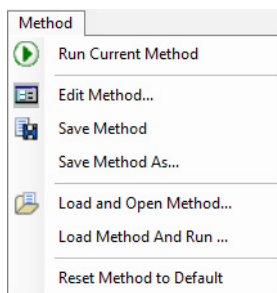 Method
Run Current Method
Edit Method...
Save Method
Save Method As...
Load and Open Method...
Load Method And Run ...
Reset Method to Default